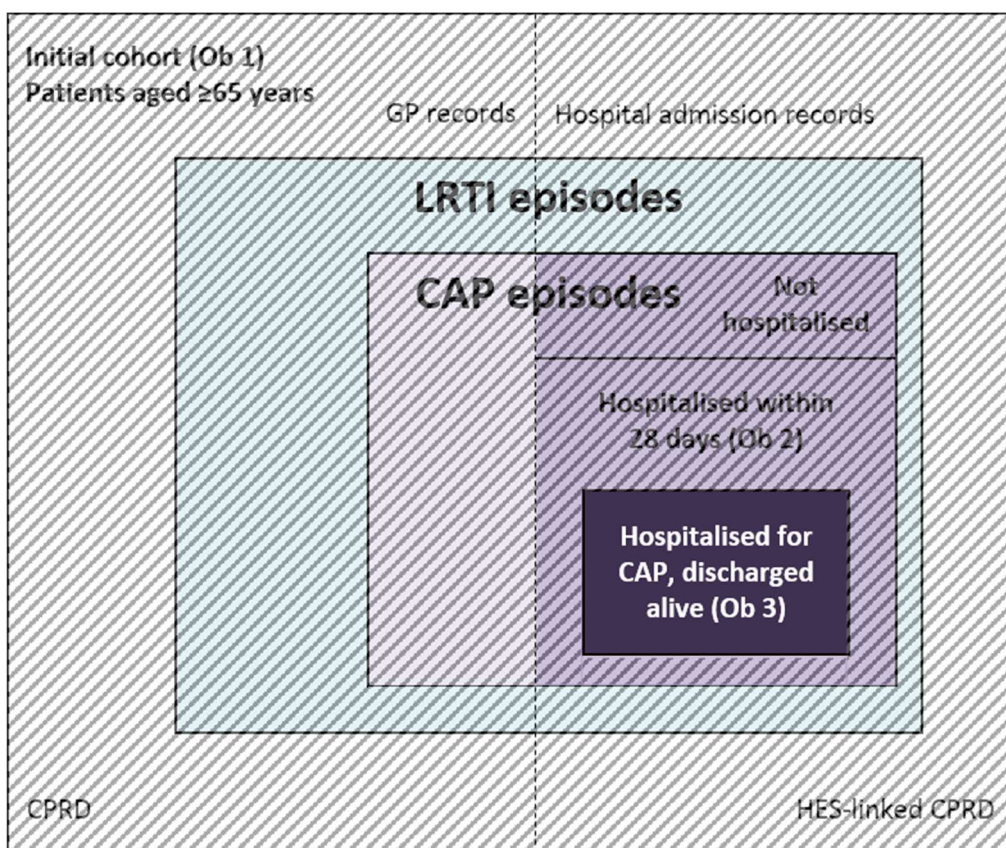 Initial cohort (Ob 1)
Patients aged ≥65 years
GP records
Hospital admission records
LRTI episodes
CAP episodes
Not
hospitalised
Hospitalised within
28 days (Ob 2)
Hospitalised for
CAP, discharged
alive (Ob 3)
CPRD
HES-linked CPRD